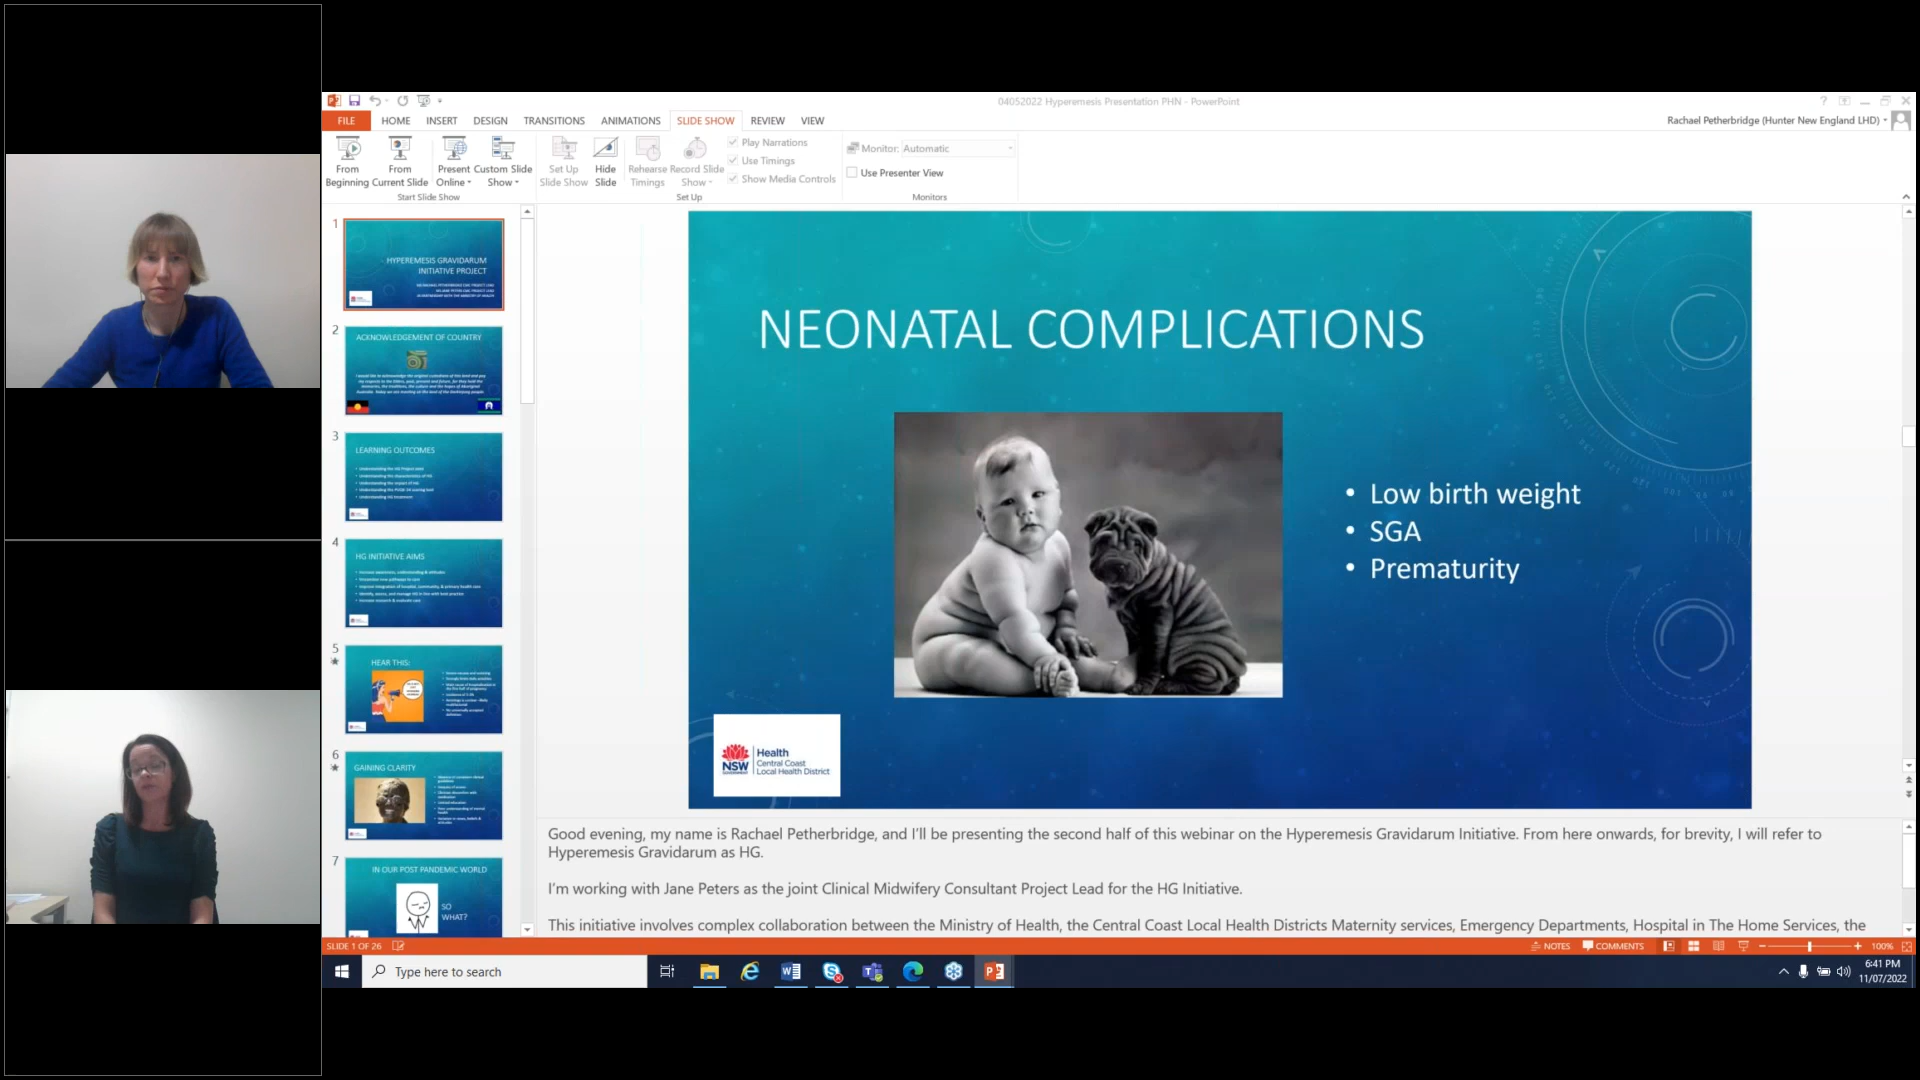 04052022 Hyperemesis Presentation PHN - PowerPoint
FILE HOME INSERT DESIGN TRANSITIONS ANIMATIONS SLIDE SHOW REVIEW VIEW
Rachael Petherbridge (Hunter New England LHD)
From Beginning
From Current Slide
Present Online
Custom Slide Show
Set Up Slide Show
Hide Slide
Rehearse Timings
Record Slide Show
Play Narrations
Use Timings
Show Media Controls
Monitor: Automatic
Use Presenter View
Start Slide Show
Set Up
Monitors
1
HYPEREMESIS GRAVIDARUM
INITIATIVE PROJECT
2
ACKNOWLEDGEMENT OF COUNTRY
3
LEARNING OUTCOMES
4
HG INITIATIVE AIMS
5
HEAR THIS:
6
GAINING CLARITY
7
IN OUR POST PANDEMIC WORLD
SO
WHAT?
NEONATAL COMPLICATIONS
• Low birth weight
• SGA
• Prematurity
NSW
GOVERNMENT
Health
Central Coast
Local Health District
Good evening, my name is Rachael Petherbridge, and I'll be presenting the second half of this webinar on the Hyperemesis Gravidarum Initiative. From here onwards, for brevity, I will refer to
Hyperemesis Gravidarum as HG.
I'm working with Jane Peters as the joint Clinical Midwifery Consultant Project Lead for the HG Initiative.
This initiative involves complex collaboration between the Ministry of Health, the Central Coast Local Health Districts Maternity services, Emergency Departments, Hospital in The Home Services, the
SLIDE 1 OF 26
NOTES
COMMENTS
100%
Type here to search
6:41 PM
11/07/2022